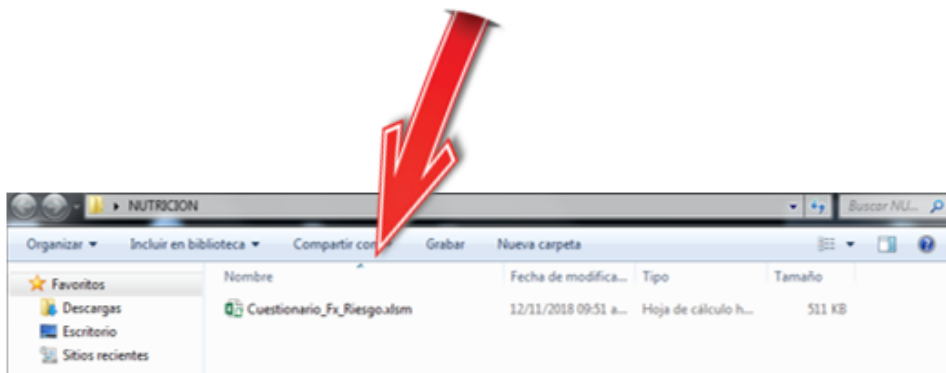 NUTRICION
Buscar NU...
Organizar
Incluir en biblioteca
Compartir con
Grabar
Nueva carpeta
Favoritos
Descargas
Escritorio
Sitios recientes
Nombre
Fecha de modifica...
Tipo
Tamaño
Cuestionario_Fx_Riesgo.xlsm
12/11/2018 09:51 a...
Hoja de cálculo h...
511 KB